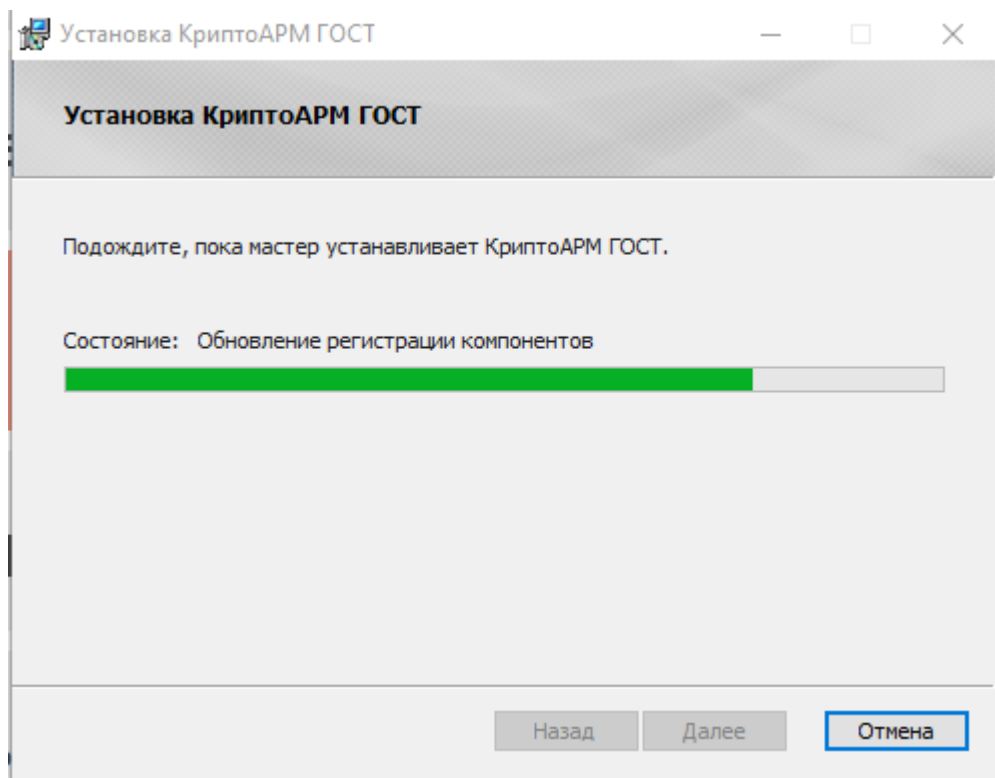 Установка КриптоАРМ ГОСТ
Установка КриптоАРМ ГОСТ
Подождите, пока мастер устанавливает КриптоАРМ ГОСТ.
Состояние: Обновление регистрации компонентов
Назад Далее Отмена